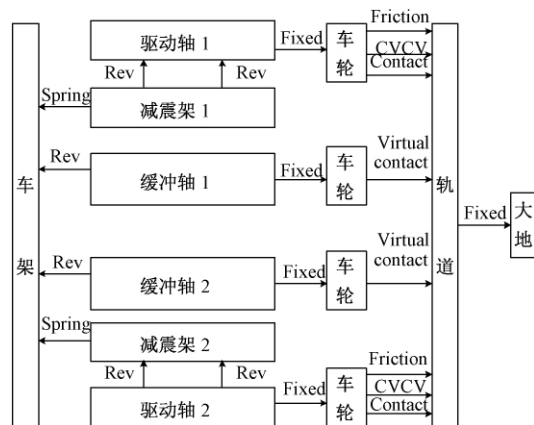 Friction
驱动轴 1
Fixed
车轮
CVCV
Contact
Rev
Rev
Spring
减震架 1
Rev
缓冲轴 1
Fixed
车轮
Virtual
contact
车架
轨道
Fixed
大地
Rev
缓冲轴 2
Fixed
车轮
Virtual
contact
Spring
减震架 2
Rev
Rev
Friction
驱动轴 2
Fixed
车轮
CVCV
Contact